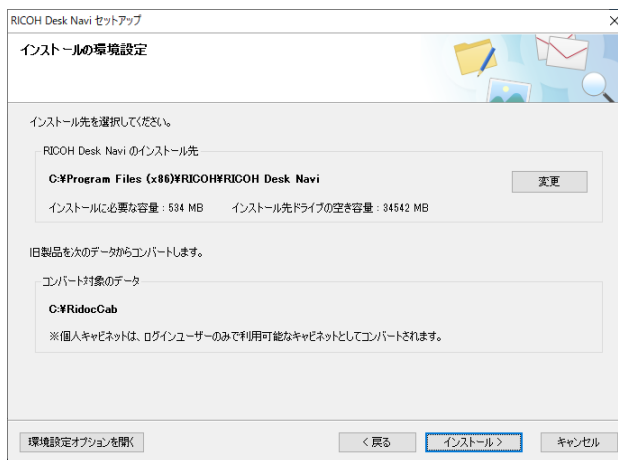 RICOH Desk Navi セットアップ
インストールの環境設定
インストール先を選択してください。
RICOH Desk Navi のインストール先
C:¥Program Files (x86)¥RICOH¥RICOH Desk Navi
変更
インストールに必要な容量 : 534 MB インストール先ドライブの空き容量 : 34542 MB
旧製品を次のデータからコンバートします。
コンバート対象のデータ
C:¥RidocCab
※個人キャビネットは、ログインユーザーのみで利用可能なキャビネットとしてコンバートされます。
環境設定オプションを開く < 戻る インストール > キャンセル